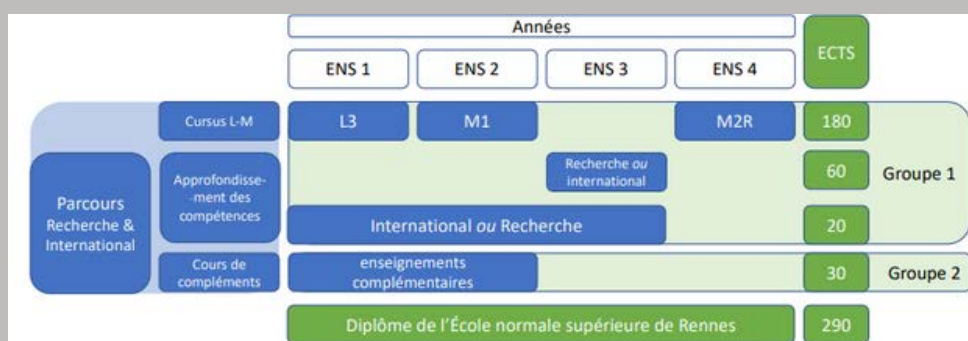 Années
ECTS
ENS 1
ENS 2
ENS 3
ENS 4
Cursus L-M
L3
M1
M2R
180
Parcours
Recherche &
International
Approfondisse-
-ment des
compétences
Recherche ou
international
60
Groupe 1
International ou Recherche
20
Cours de
compléments
enseignements
complémentaires
30
Groupe 2
Diplôme de l’École normale supérieure de Rennes
290